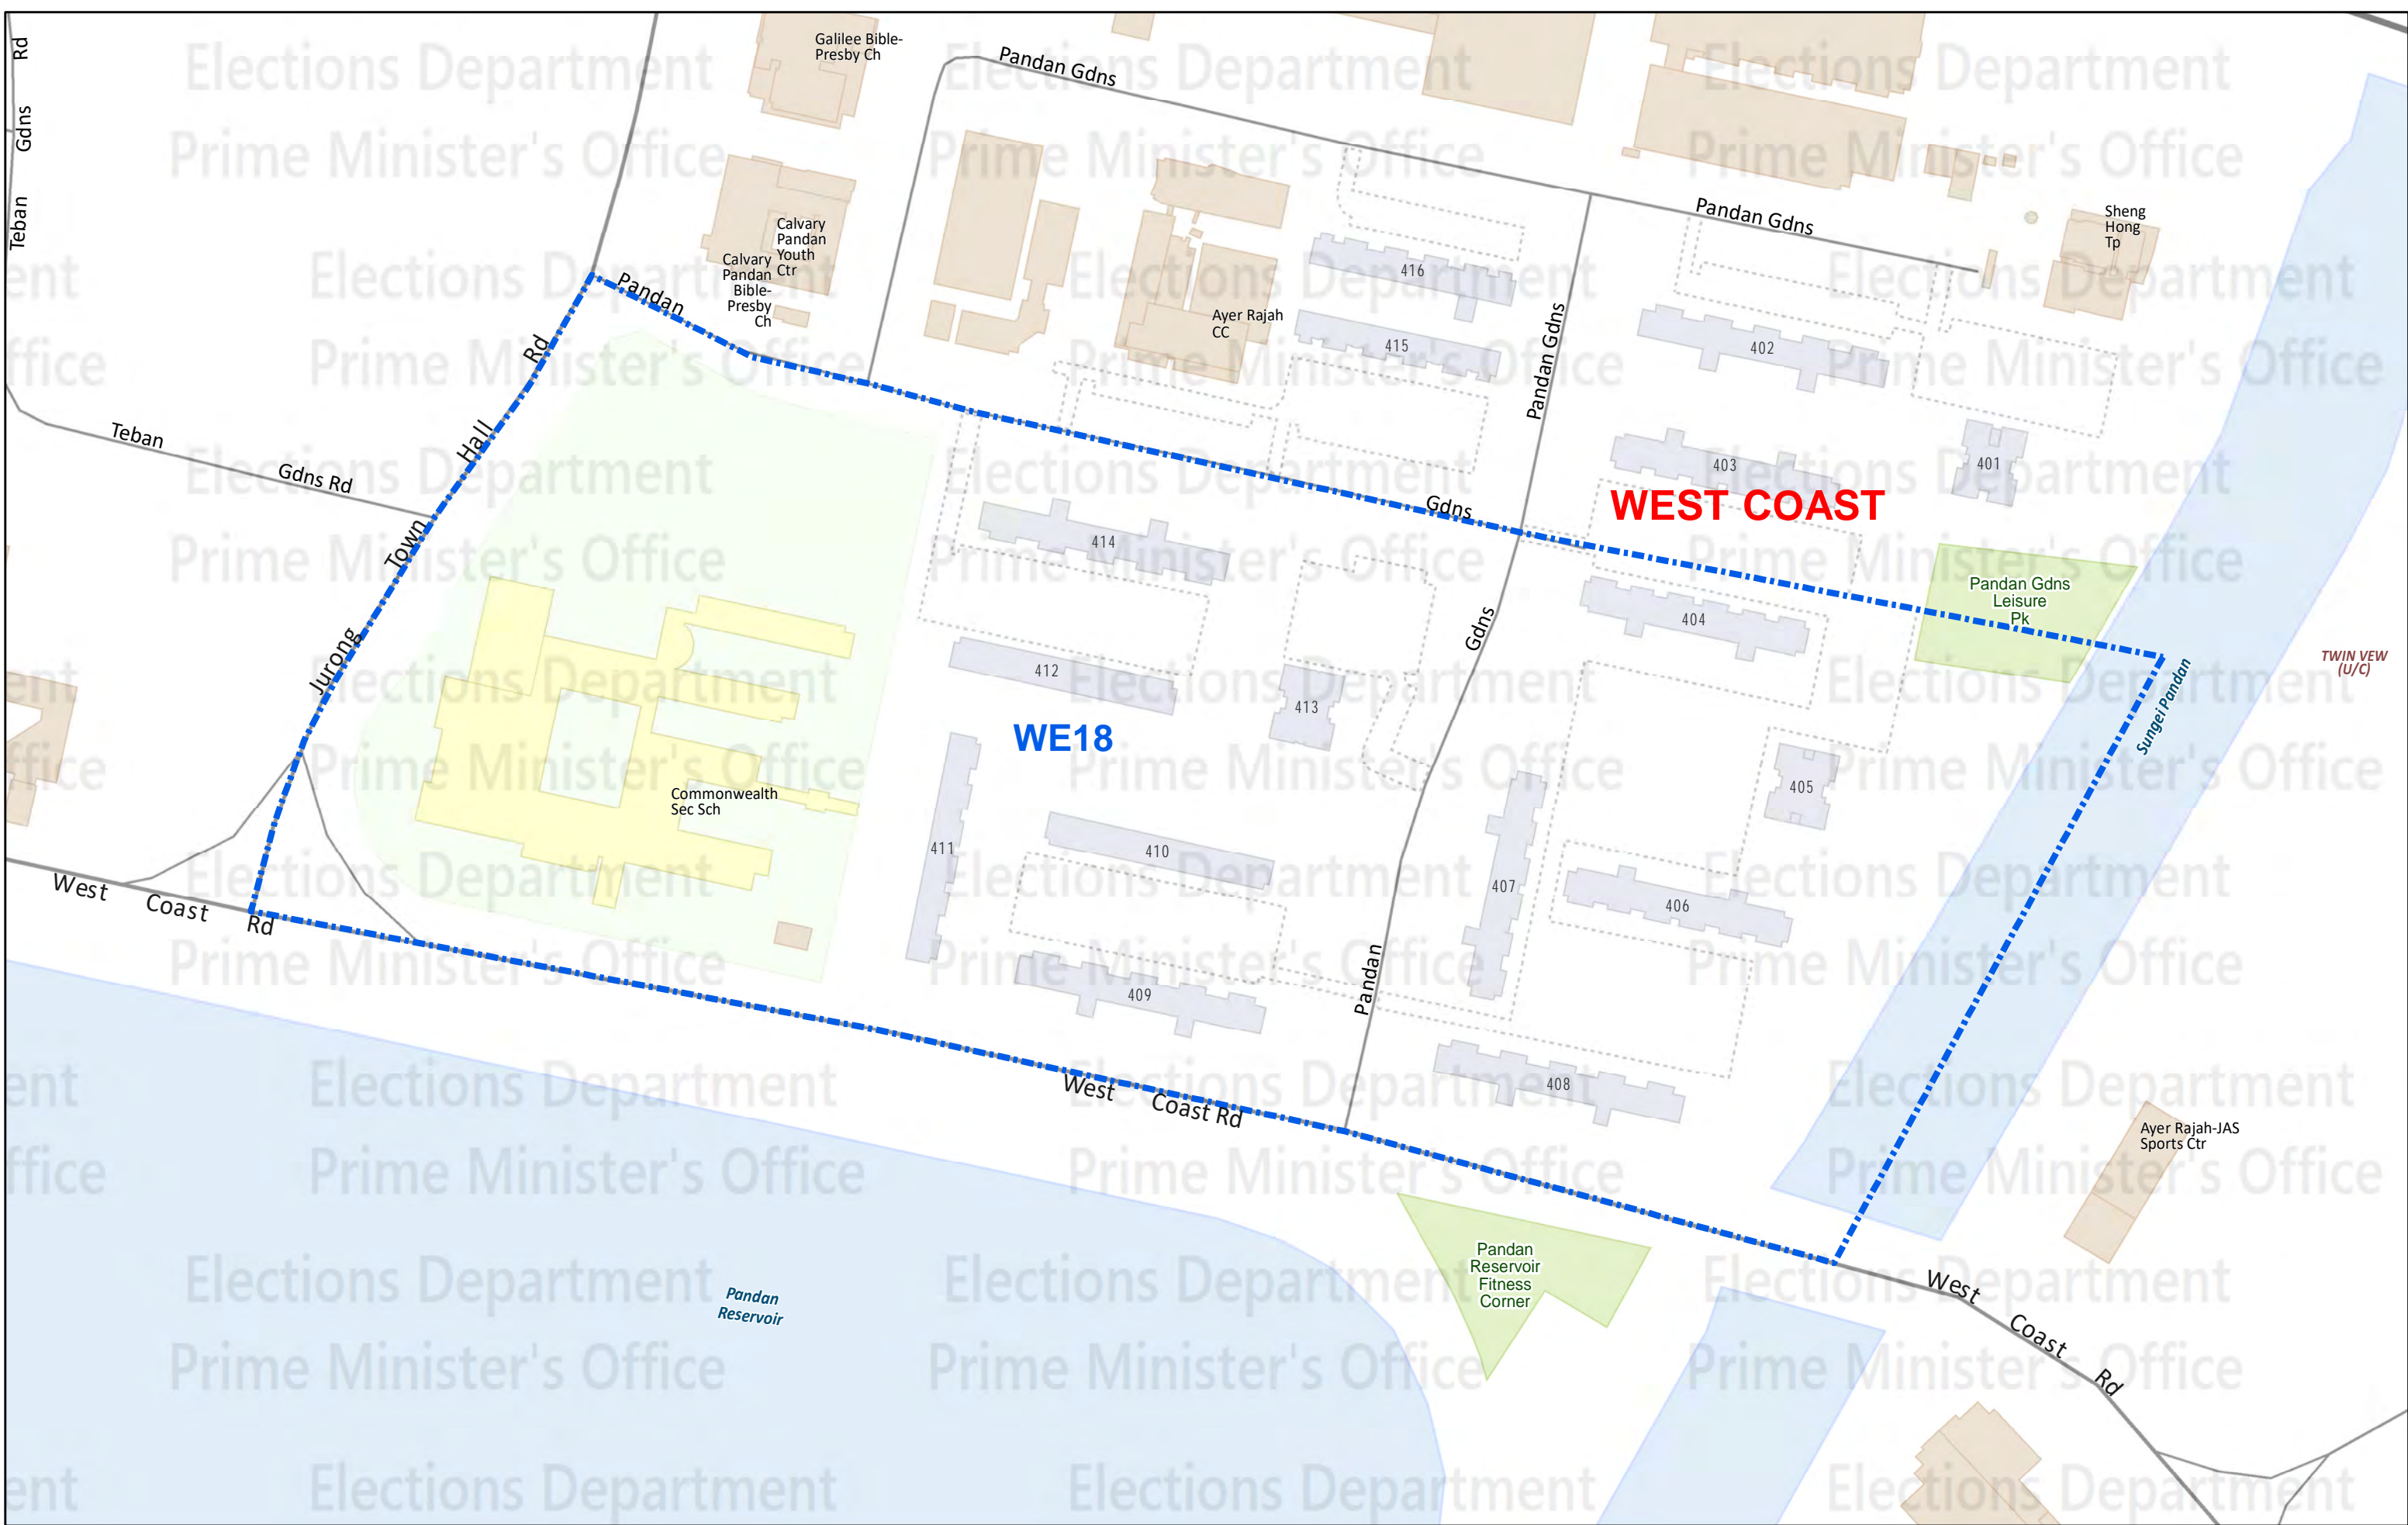 Galilee Bible-
Presby Ch
Pandan Gdns
Rd
Gdns
Teban
Calvary
Pandan
Youth
Ctr
Calvary
Pandan
Bible-
Presby
Ch
Pandan
Ayer Rajah
CC
416
415
Pandan Gdns
Pandan Gdns
Sheng
Hong
Tp
402
403
401
WEST COAST
Teban
Gdns Rd
Jurong
Town
Hall
Rd
Gdns
414
412
413
WE18
Gdns
404
Pandan Gdns
Leisure
Pk
Sungei Pandan
TWIN VEW
(U/C)
Commonwealth
Sec Sch
411
410
409
407
405
406
408
Pandan
West Coast Rd
West Coast Rd
Ayer Rajah-JAS
Sports Ctr
Pandan
Reservoir
Pandan
Reservoir
Fitness
Corner
West Coast Rd
Elections Department
Prime Minister's Office